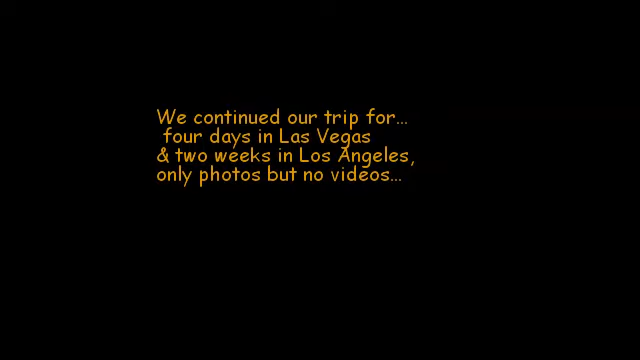 We continued our trip for...
four days in Las Vegas
& two weeks in Los Angeles,
only photos but no videos...